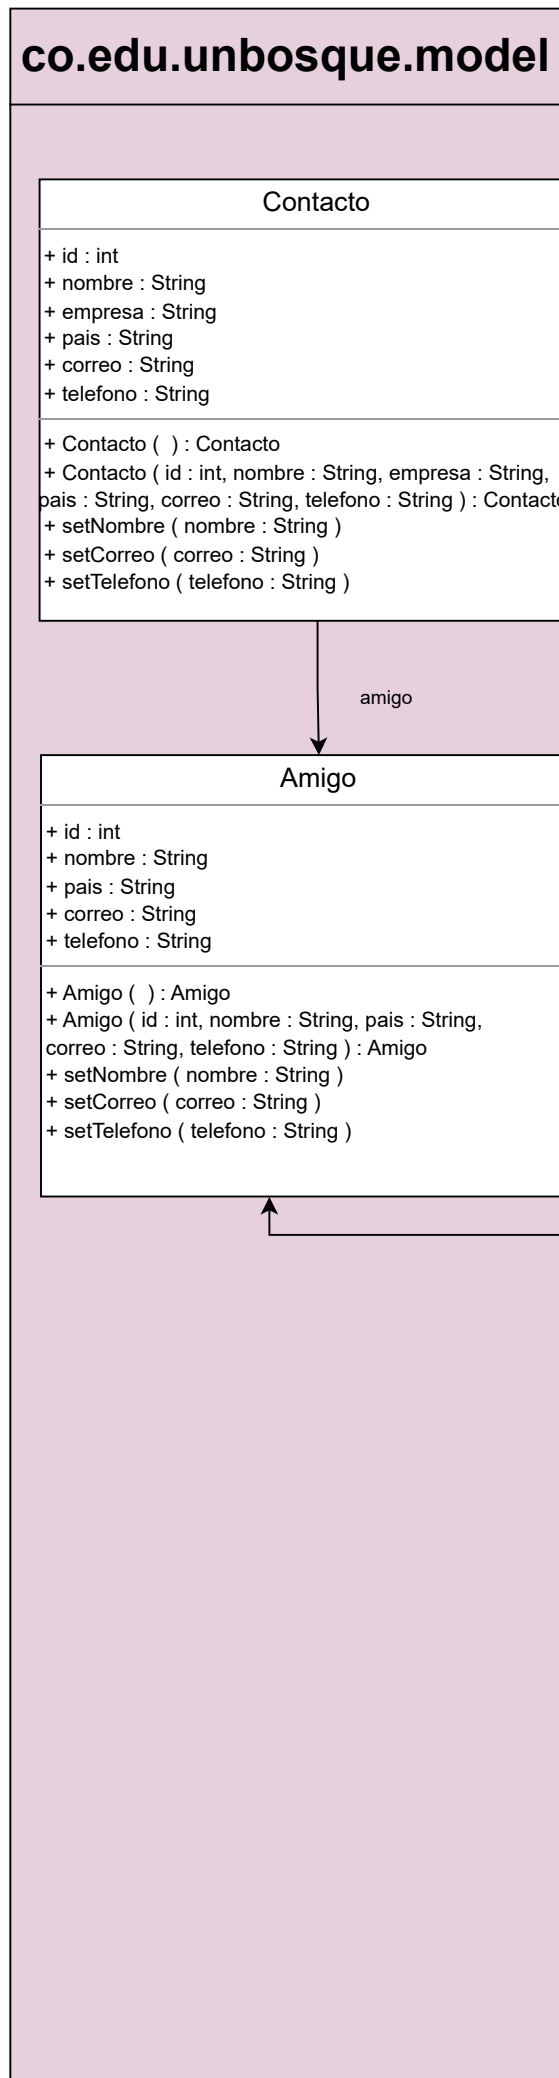 co.edu.unbosque.model
Contacto
+ id : int
+ nombre : String
+ empresa : String
+ pais : String
+ correo : String
+ telefono : String
+ Contacto (  ) : Contacto
+ Contacto ( id : int, nombre : String, empresa : String,
pais : String, correo : String, telefono : String ) : Contacto
+ setNombre ( nombre : String )
+ setCorreo ( correo : String )
+ setTelefono ( telefono : String )
amigo
Amigo
+ id : int
+ nombre : String
+ pais : String
+ correo : String
+ telefono : String
+ Amigo (  ) : Amigo
+ Amigo ( id : int, nombre : String, pais : String,
correo : String, telefono : String ) : Amigo
+ setNombre ( nombre : String )
+ setCorreo ( correo : String )
+ setTelefono ( telefono : String )